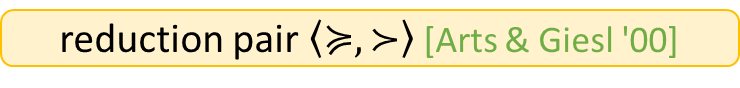 reduction pair ⟨≽, ≻⟩ [Arts & Giesl '00]